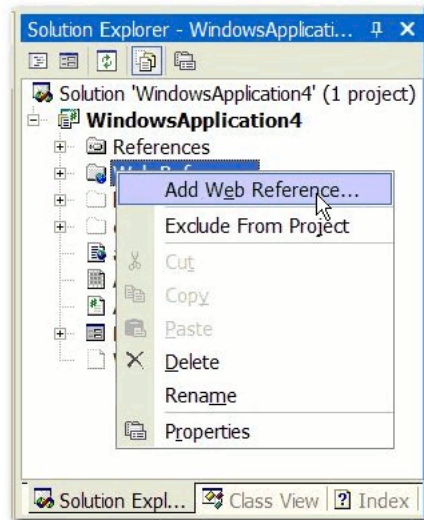 Solution Explorer - WindowsApplicati...
Solution 'WindowsApplication4' (1 project)
WindowsApplication4
References
Add Web Reference...
Exclude From Project
Cut
Copy
Paste
Delete
Rename
Properties
Solution Expl... Class View Index